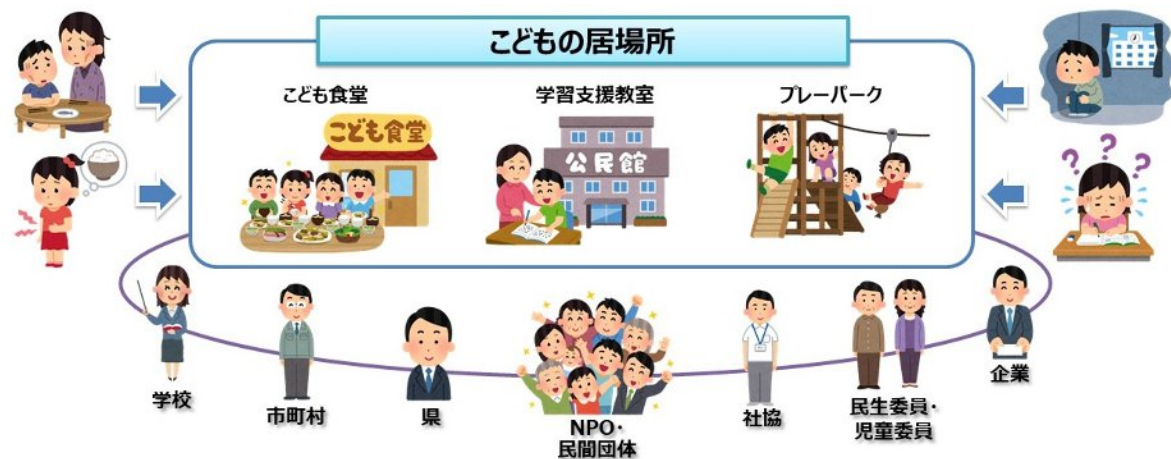 こどもの居場所
こども食堂
学習支援教室
プレーパーク
こども食堂
公民館
? ? ?
学校
市町村
県
NPO・
民間団体
社協
民生委員・
児童委員
企業